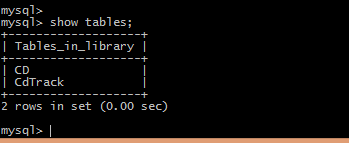 mysql>
mysql> show tables;
+--------------------+
| Tables_in_library |
+--------------------+
| CD |
| CdTrack |
+--------------------+
2 rows in set (0.00 sec)
mysql>